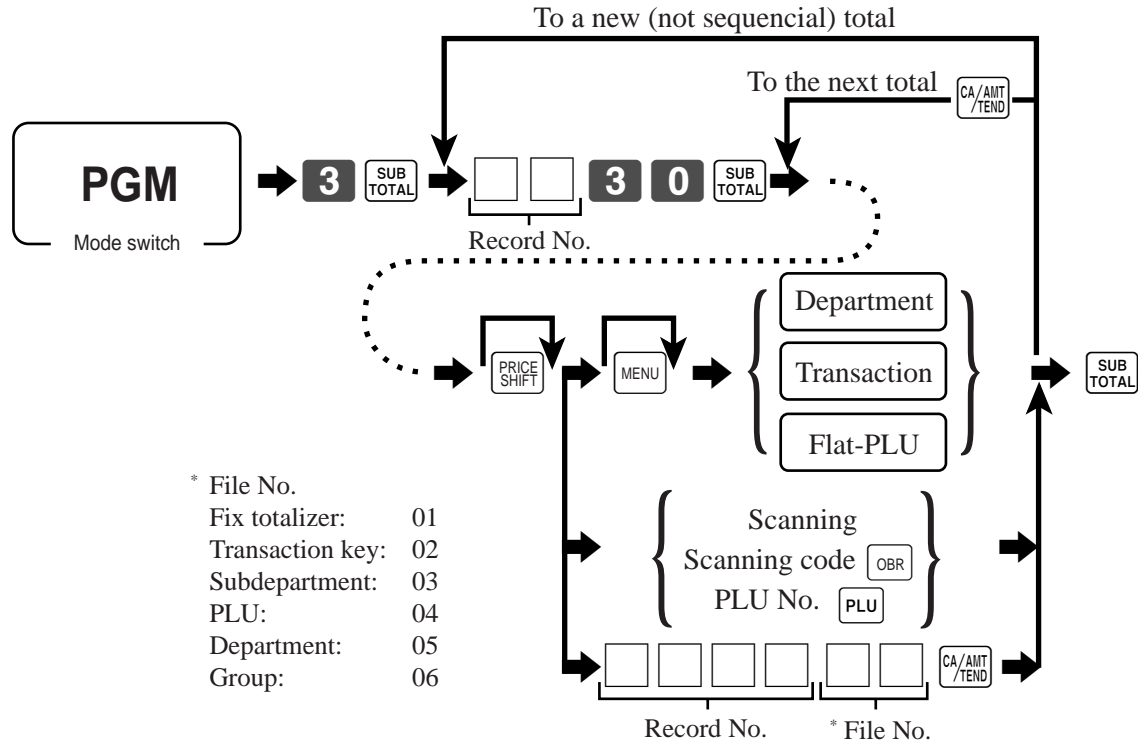 To a new (not sequencial) total
To the next total CA/AMT /TEND
PGM
Mode switch
3 SUB TOTAL 3 0 SUB TOTAL
Record No.
PRICE SHIFT MENU
Department
Transaction
Flat-PLU
SUB TOTAL
* File No.
Fix totalizer: 01
Transaction key: 02
Subdepartment: 03
PLU: 04
Department: 05
Group: 06
Scanning
Scanning code OBR
PLU No. PLU
CA/AMT /TEND
Record No. * File No.